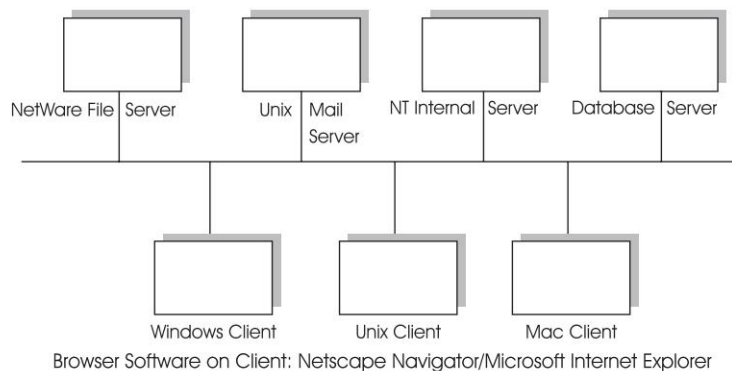 NetWare File Server
Unix Mail
Server
NT Internal Server
Database Server
Windows Client
Unix Client
Mac Client
Browser Software on Client: Netscape Navigator/Microsoft Internet Explorer